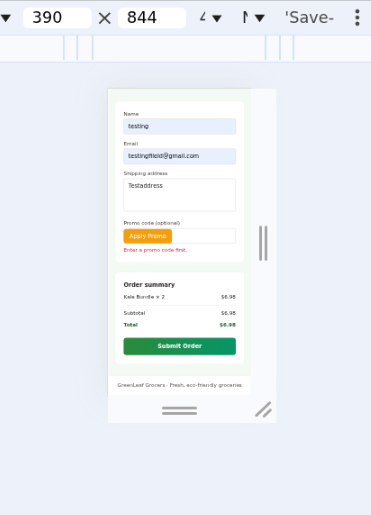 390 × 844 'Save-
Name
testing
Email
testingfield@gmail.com
Shipping address
Testaddress
Promo code (optional)
Apply Promo
Enter a promo code first.
Order summary
Kale Bundle × 2 $6.98
Subtotal $6.98
Total $6.98
Submit Order
GreenLeaf Grocers · Fresh, eco-friendly groceries